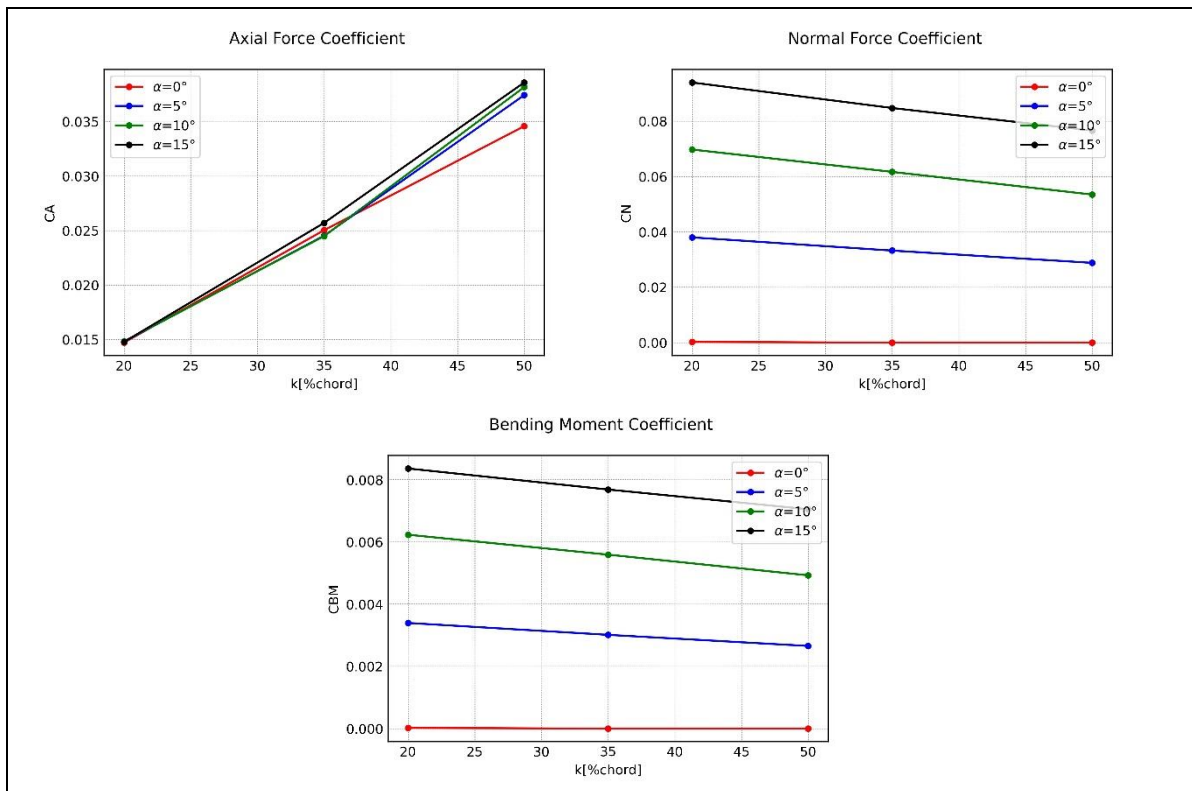 Axial Force Coefficient
α=0°
α=5°
α=10°
α=15°
0.035
0.030
0.025
0.020
0.015
CA
20 25 30 35 40 45 50
k[%chord]
Normal Force Coefficient
α=0°
α=5°
α=10°
α=15°
0.08
0.06
0.04
0.02
0.00
CN
20 25 30 35 40 45 50
k[%chord]
Bending Moment Coefficient
α=0°
α=5°
α=10°
α=15°
0.008
0.006
0.004
0.002
0.000
CBM
20 25 30 35 40 45 50
k[%chord]